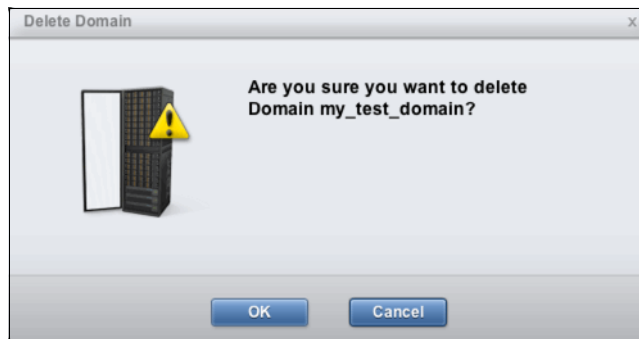 Delete Domain x
Are you sure you want to delete
Domain my_test_domain?
OK Cancel